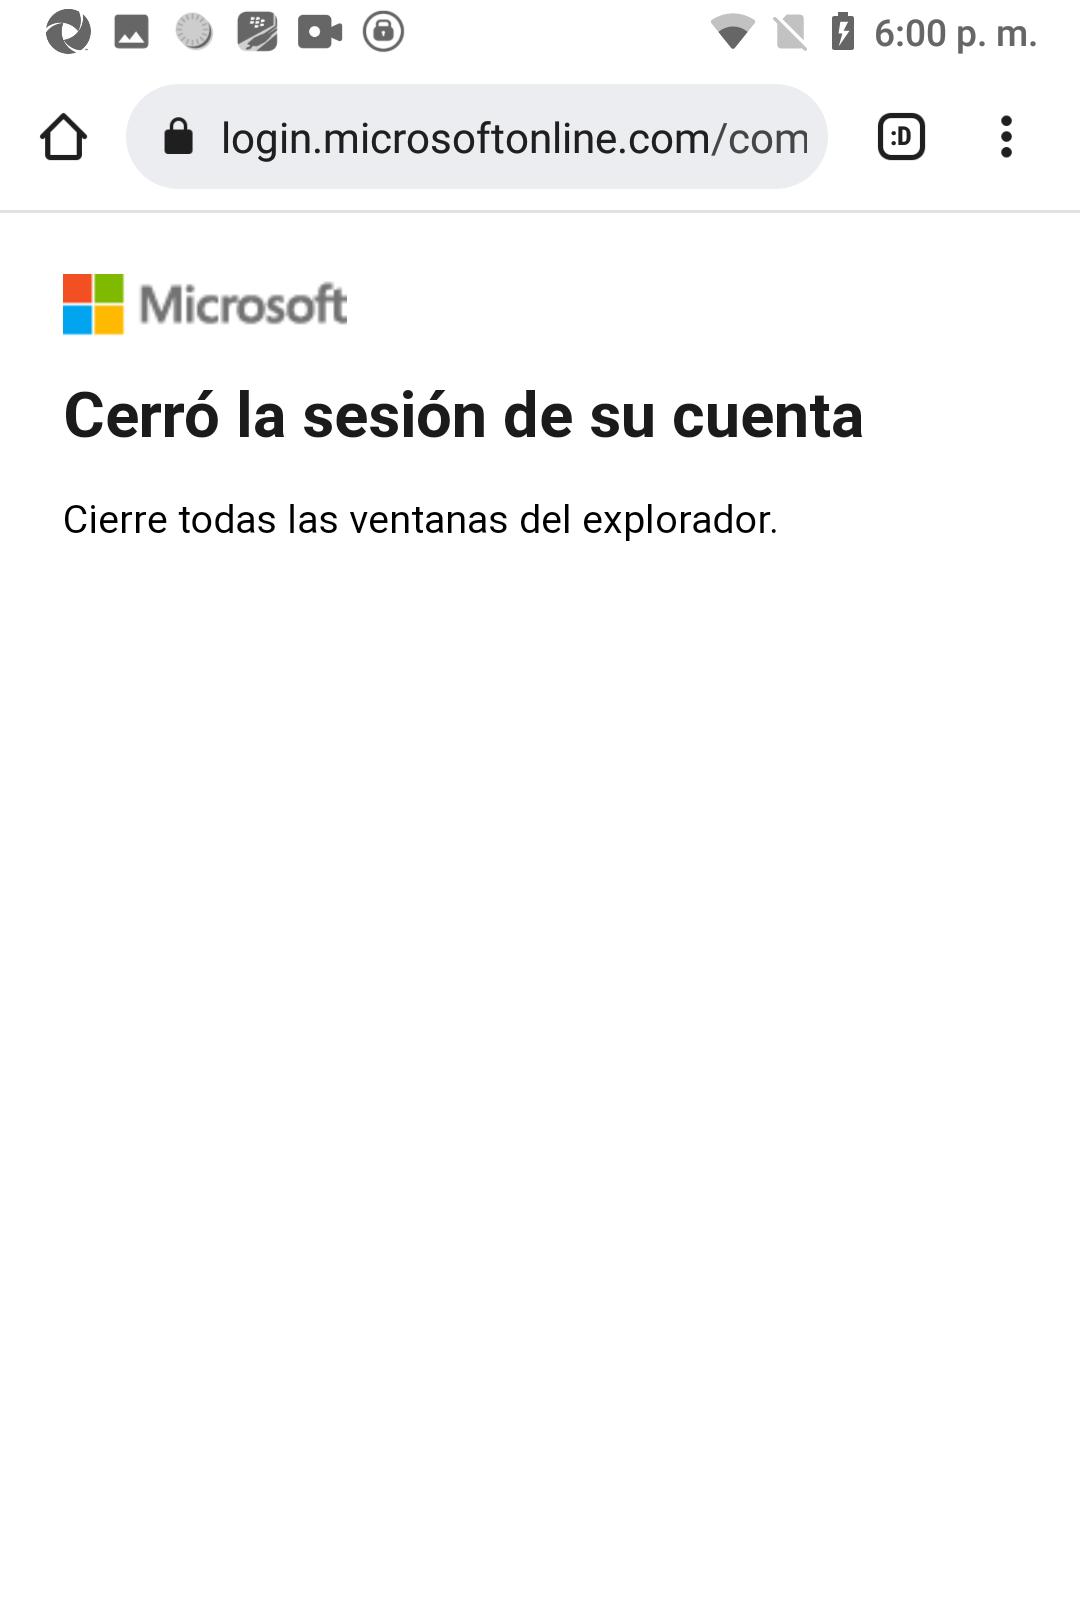 6:00 p. m.
login.microsoftonline.com/com
:D
Microsoft
Cerró la sesión de su cuenta
Cierre todas las ventanas del explorador.